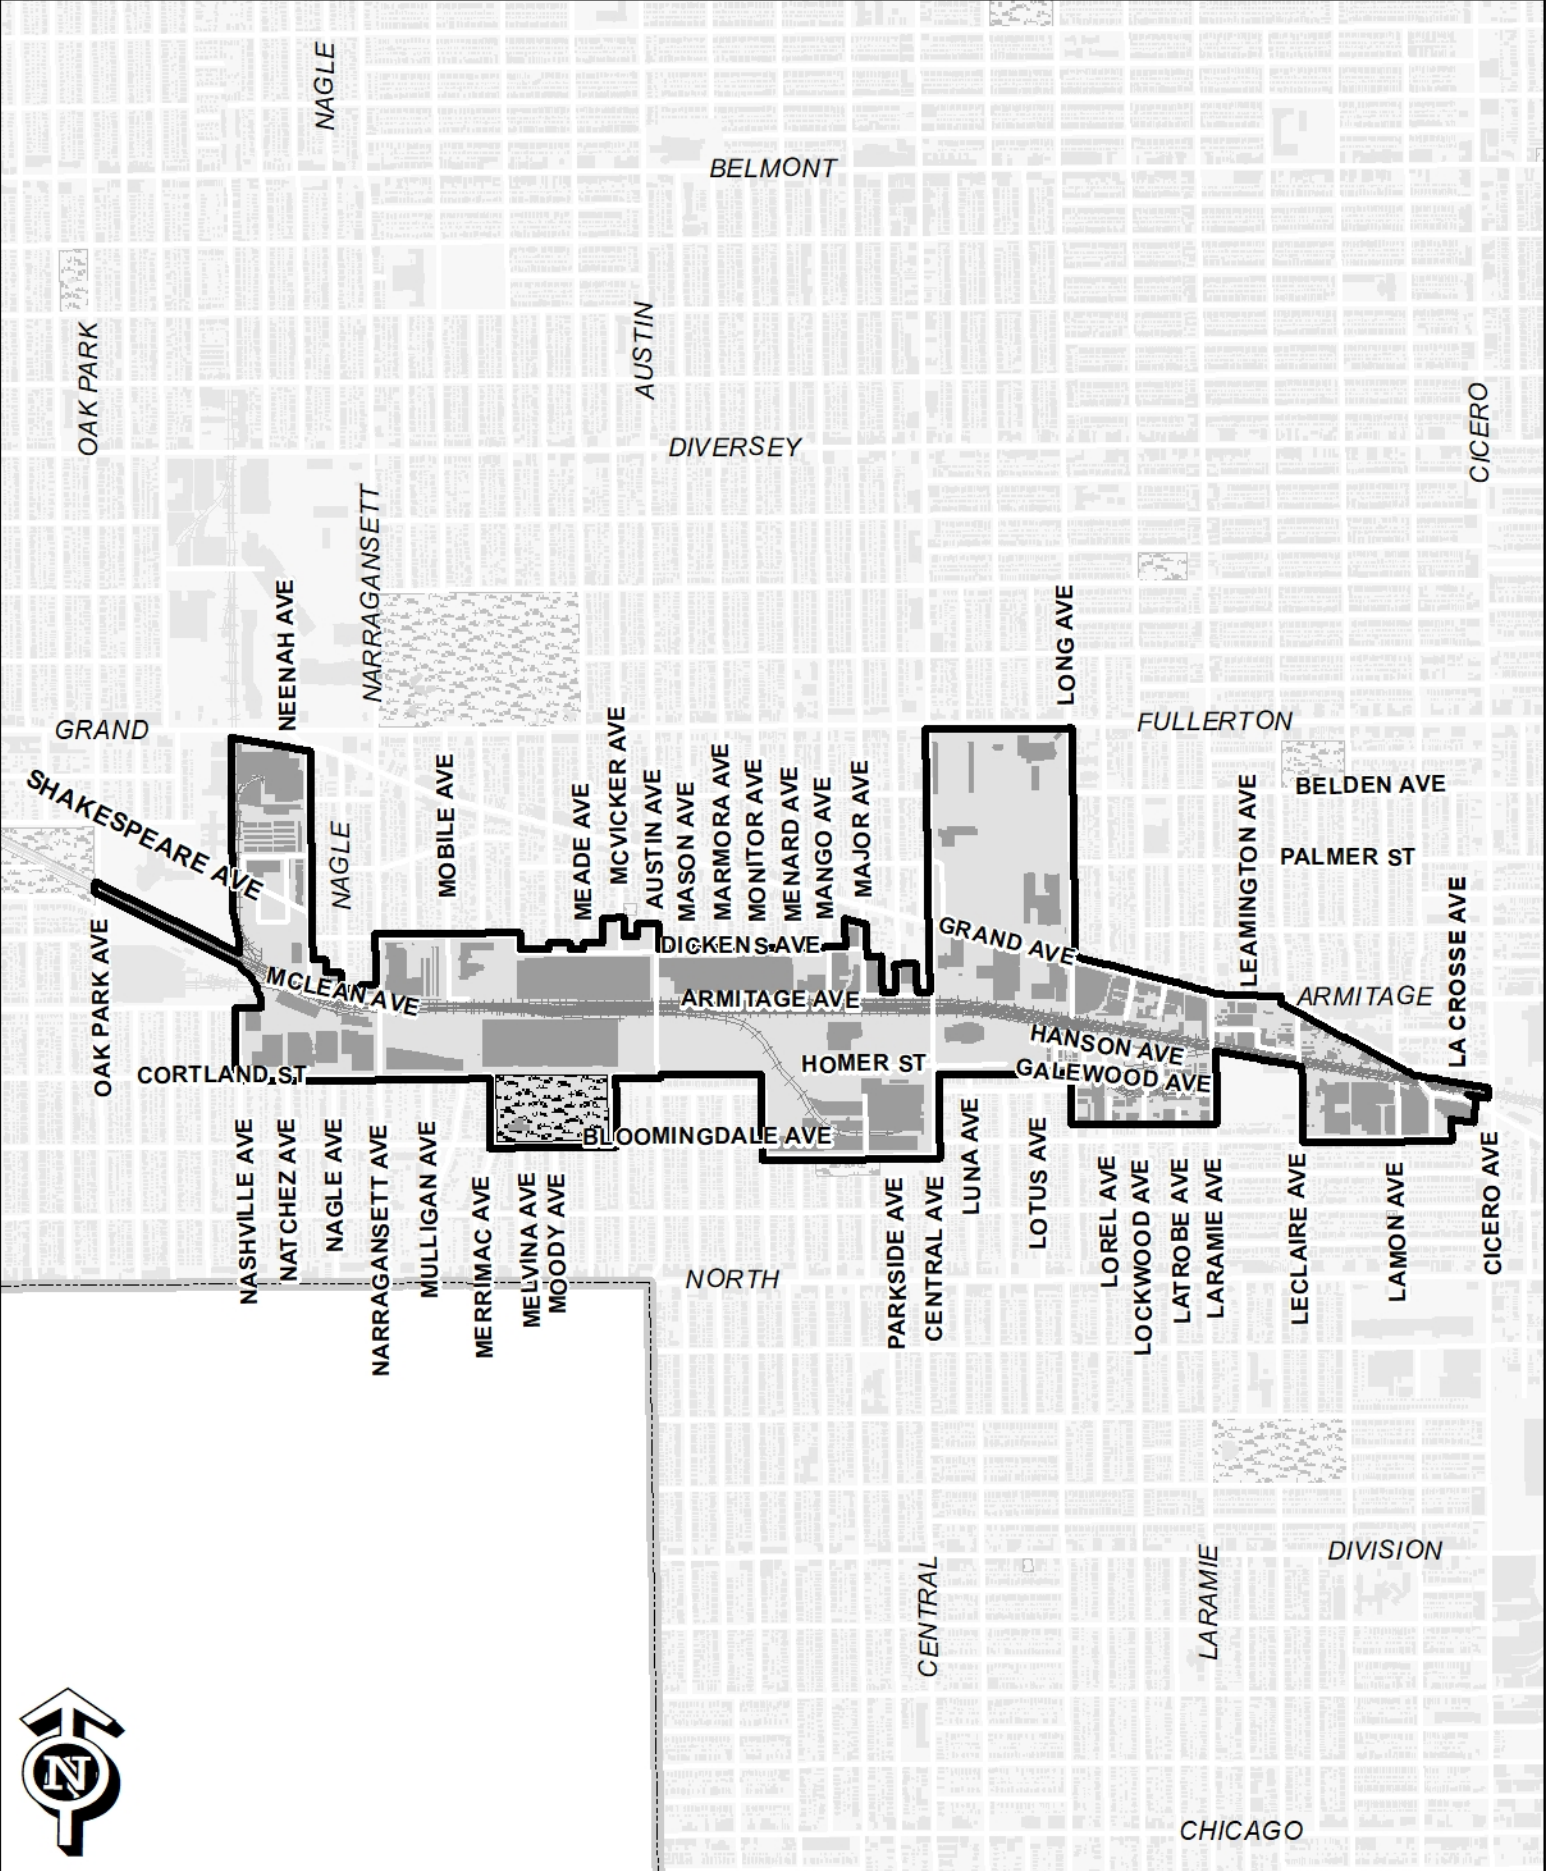 NAGLE
BELMONT
AUSTIN
OAK PARK
CICERO
DIVERSEY
NARRAGANSETT
NEENAH AVE
LONG AVE
GRAND
FULLERTON
SHAKESPEARE AVE
NAGLE
MOBILE AVE
MEADE AVE
MCVICKER AVE
AUSTIN AVE
MASON AVE
MARMORA AVE
MONITOR AVE
MENARD AVE
MANGO AVE
MAJOR AVE
LEAMINGTON AVE
BELDEN AVE
PALMER ST
LA CROSSE AVE
DICKENS AVE
GRAND AVE
MCLEAN AVE
ARMITAGE AVE
ARMITAGE
OAK PARK AVE
HANSON AVE
HOMER ST
CORTLAND ST
GALEWOOD AVE
BLOOMINGDALE AVE
NASHVILLE AVE
NATCHEZ AVE
NAGLE AVE
NARRAGANSETT AVE
MULLIGAN AVE
MERRIMAC AVE
MELVINA AVE
MOODY AVE
PARKSIDE AVE
CENTRAL AVE
LUNA AVE
LOTUS AVE
LOREL AVE
LOCKWOOD AVE
LATROBE AVE
LARAMIE AVE
LECLAIRE AVE
LAMON AVE
CICERO AVE
NORTH
DIVISION
CENTRAL
LARAMIE
N
CHICAGO